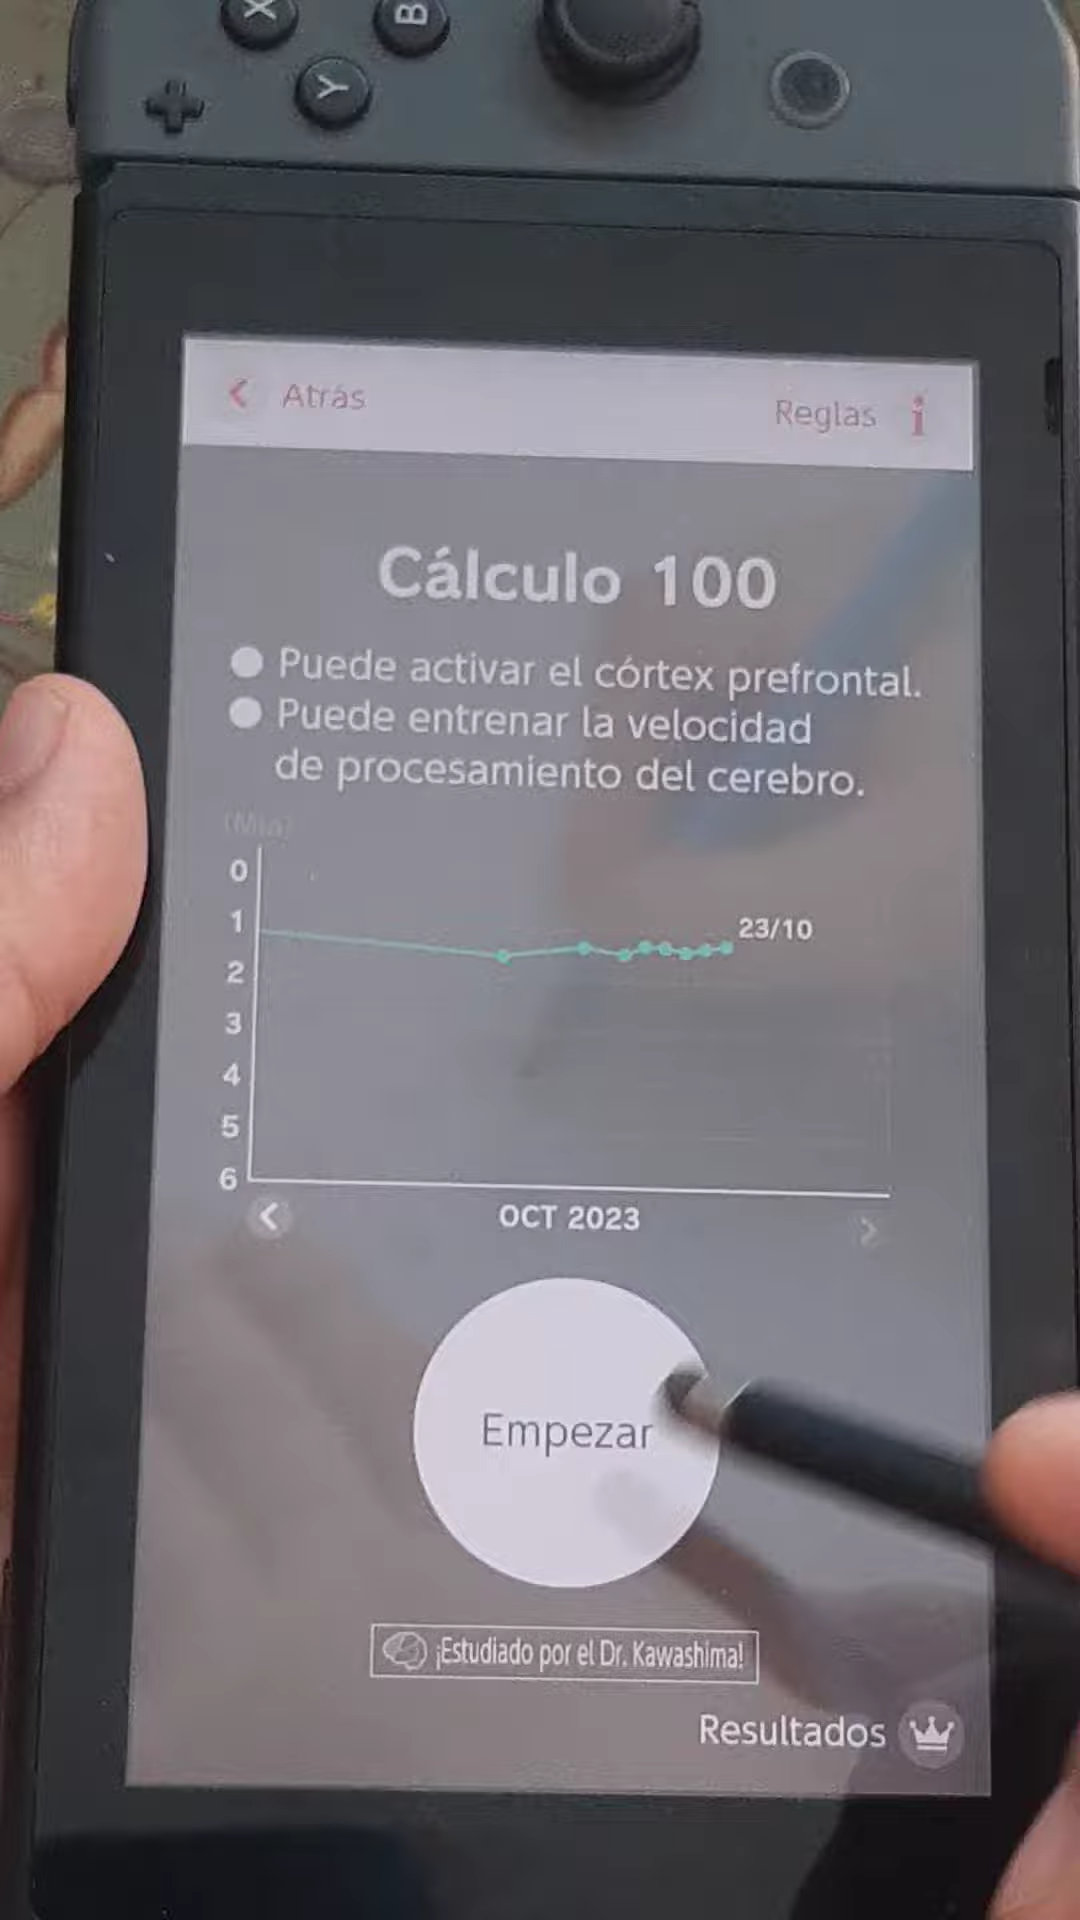 X
B
Y
Atrás
Reglas i
Cálculo 100
Puede activar el córtex prefrontal.
Puede entrenar la velocidad
de procesamiento del cerebro.
0
1
23/10
2
3
4
5
6
OCT 2023
Empezar
¡Estudiado por el Dr. Kawashima!
Resultados